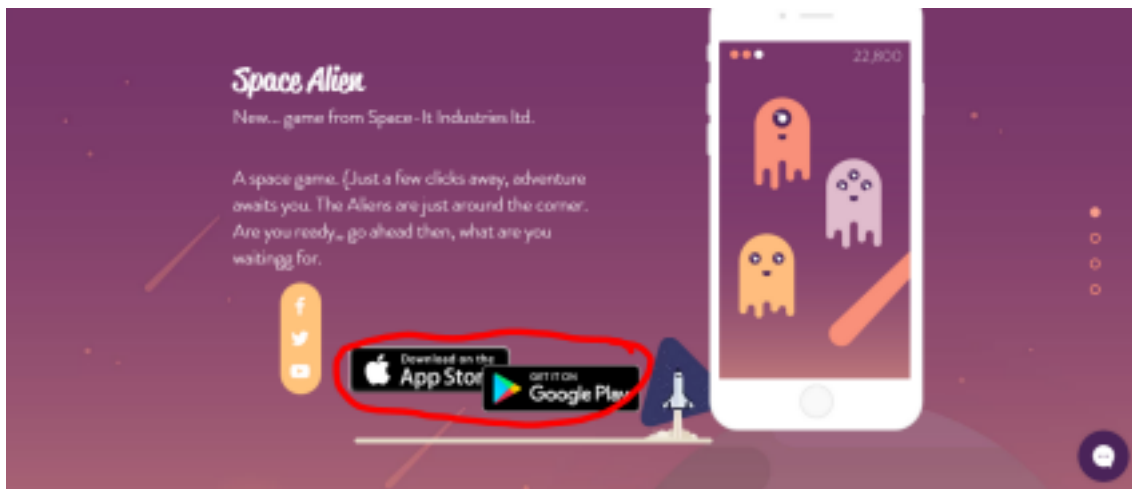 Space Alien
New... game from Space-It Industries ltd.
22,800
A space game. {Just a few clicks away, adventure
awaits you. The Aliens are just around the corner.
Are you ready,, go ahead then, what are you
waitingg for.
Download on the
App Stor
GET IT ON
Google Play